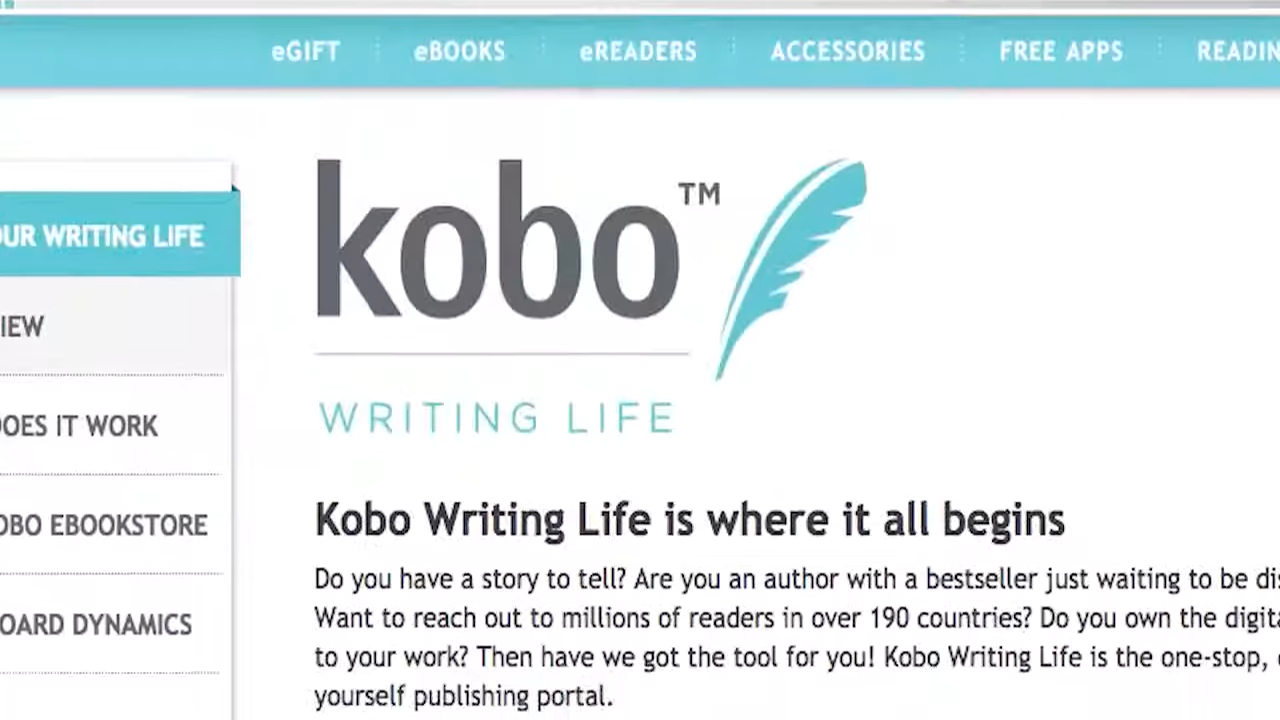 eGIFT eBOOKS eREADERS ACCESSORIES FREE APPS READIN
OUR WRITING LIFE
IEW
DOES IT WORK
OBO EBOOKSTORE
OARD DYNAMICS
kobo™
WRITING LIFE
Kobo Writing Life is where it all begins
Do you have a story to tell? Are you an author with a bestseller just waiting to be dis
Want to reach out to millions of readers in over 190 countries? Do you own the digita
to your work? Then have we got the tool for you! Kobo Writing Life is the one-stop,
yourself publishing portal.